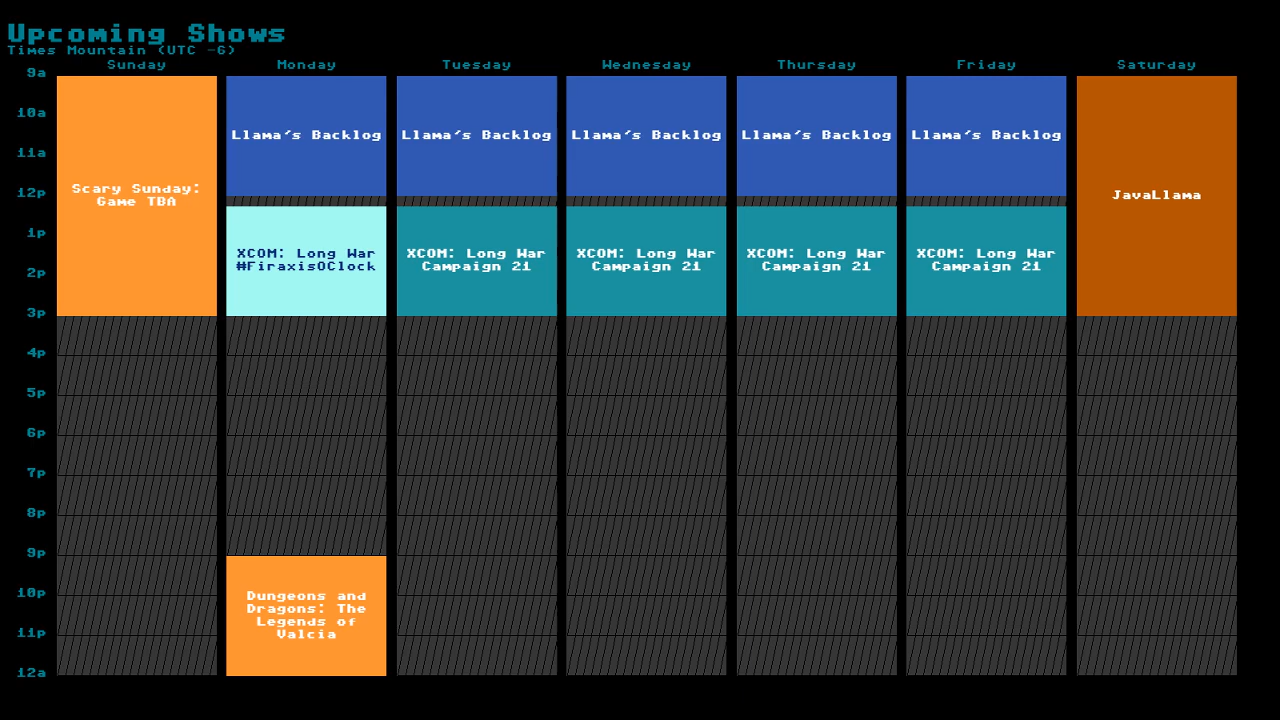 Upcoming Shows
Times Mountain (UTC -6)
Sunday
Monday
Tuesday
Wednesday
Thursday
Friday
Saturday
9a
10a
11a
12p
1p
2p
3p
4p
5p
6p
7p
8p
9p
10p
11p
12a
Scary Sunday:
Game TBA
Llama's Backlog
XCOM: Long War
#FiraxisOClock
Dungeons and
Dragons: The
Legends of
Valcia
Llama's Backlog
XCOM: Long War
Campaign 21
Llama's Backlog
XCOM: Long War
Campaign 21
Llama's Backlog
XCOM: Long War
Campaign 21
Llama's Backlog
XCOM: Long War
Campaign 21
JavaLlama